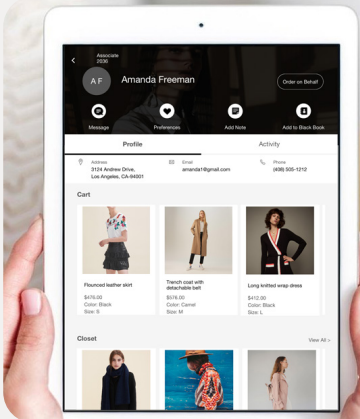 Associate
2036
A F
Amanda Freeman
Order on Behalf
Message
Preferences
Add Note
Add to Black Book
Profile
Activity
Address
3124 Andrew Drive,
Los Angeles, CA-94001
Email
amanda1@gmail.com
Phone
(408) 505-1212
Cart
Flounced leather skirt
$476.00
Color: Black
Size: S
Trench coat with
detachable belt
$576.00
Color: Camel
Size: M
Long knitted wrap dress
$412.00
Color: Black
Size: L
Closet
View All >